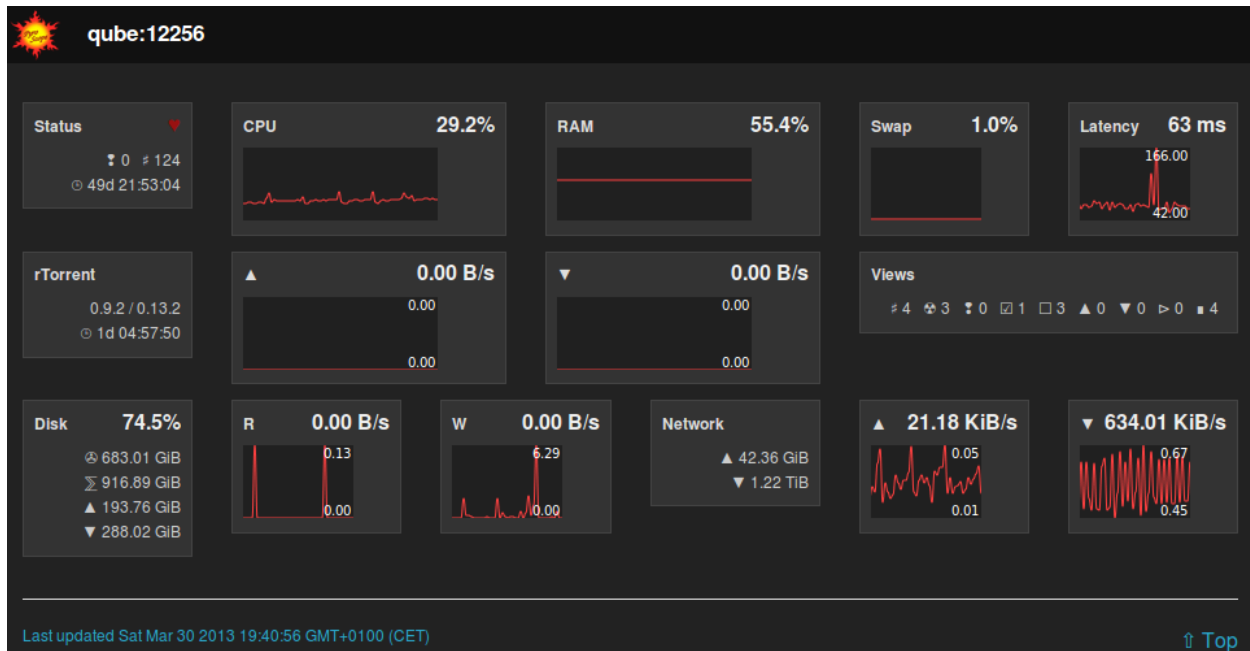 qube:12256
Status ♥
❢ 0 ♯ 124
◷ 49d 21:53:04
CPU 29.2%
RAM 55.4%
Swap 1.0%
Latency 63 ms
166.00
42.00
rTorrent
0.9.2 / 0.13.2
◷ 1d 04:57:50
▲ 0.00 B/s
0.00
0.00
▼ 0.00 B/s
0.00
0.00
Views
♯ 4 ☢ 3 ❢ 0 ☑ 1 ☐ 3 ▲ 0 ▼ 0 ⊳ 0 ∎ 4
Disk 74.5%
✇ 683.01 GiB
⅀ 916.89 GiB
▲ 193.76 GiB
▼ 288.02 GiB
R 0.00 B/s
0.13
0.00
W 0.00 B/s
6.29
0.00
Network
▲ 42.36 GiB
▼ 1.22 TiB
▲ 21.18 KiB/s
0.05
0.01
▼ 634.01 KiB/s
0.67
0.45
Last updated Sat Mar 30 2013 19:40:56 GMT+0100 (CET)
⇧ Top